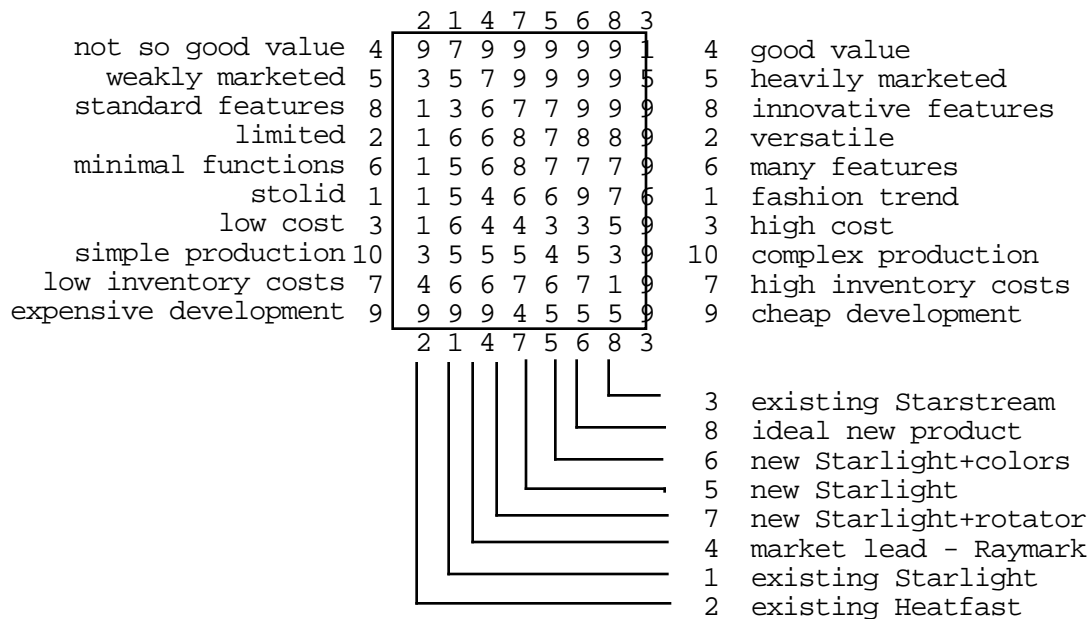 2 1 4 7 5 6 8 3
not so good value 4 9 7 9 9 9 9 9 1 4 good value
weakly marketed 5 3 5 7 9 9 9 9 5 5 heavily marketed
standard features 8 1 3 6 7 7 9 9 9 8 innovative features
limited 2 1 6 6 8 7 8 8 9 2 versatile
minimal functions 6 1 5 6 8 7 7 7 9 6 many features
stolid 1 1 5 4 6 6 9 7 6 1 fashion trend
low cost 3 1 6 4 4 3 3 5 9 3 high cost
simple production 10 3 5 5 5 4 5 3 9 10 complex production
low inventory costs 7 4 6 6 7 6 7 1 9 7 high inventory costs
expensive development 9 9 9 9 4 5 5 5 9 9 cheap development
2 1 4 7 5 6 8 3
3 existing Starstream
8 ideal new product
6 new Starlight+colors
5 new Starlight
7 new Starlight+rotator
4 market lead - Raymark
1 existing Starlight
2 existing Heatfast